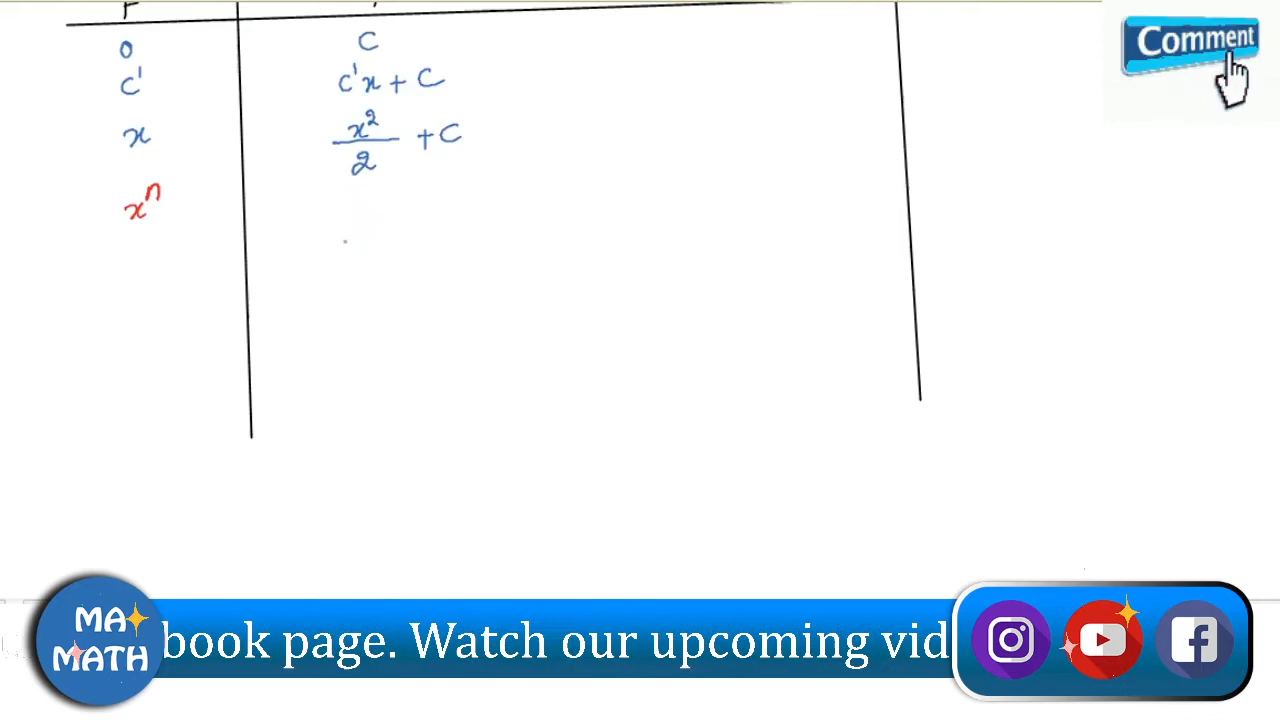 Comment
0 C
C' C'x + C
x x²/2 + C
xⁿ
MA MATH
book page. Watch our upcoming vid